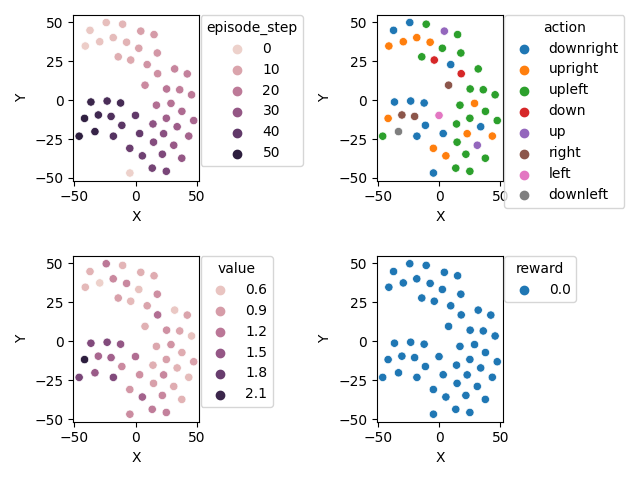 50
25
0
−25
−50
−50
0
50
X
Y
episode_step
0
10
20
30
40
50
50
25
0
−25
−50
−50
0
50
X
Y
action
downright
upright
upleft
down
up
right
left
downleft
50
25
0
−25
−50
−50
0
50
X
Y
value
0.6
0.9
1.2
1.5
1.8
2.1
50
25
0
−25
−50
−50
0
50
X
Y
reward
0.0